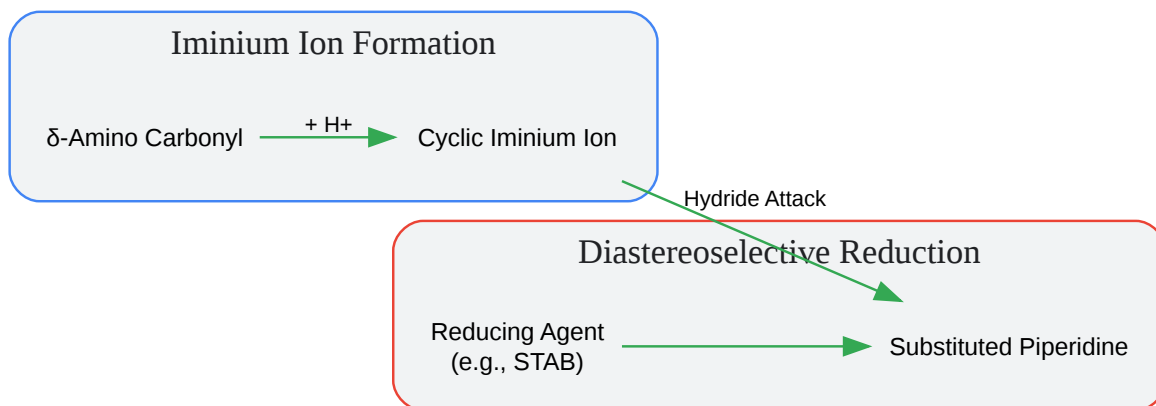 Iminium Ion Formation
δ-Amino Carbonyl
+ H+
Cyclic Iminium Ion
Hydride Attack
Diastereoselective Reduction
Reducing Agent
(e.g., STAB)
Substituted Piperidine